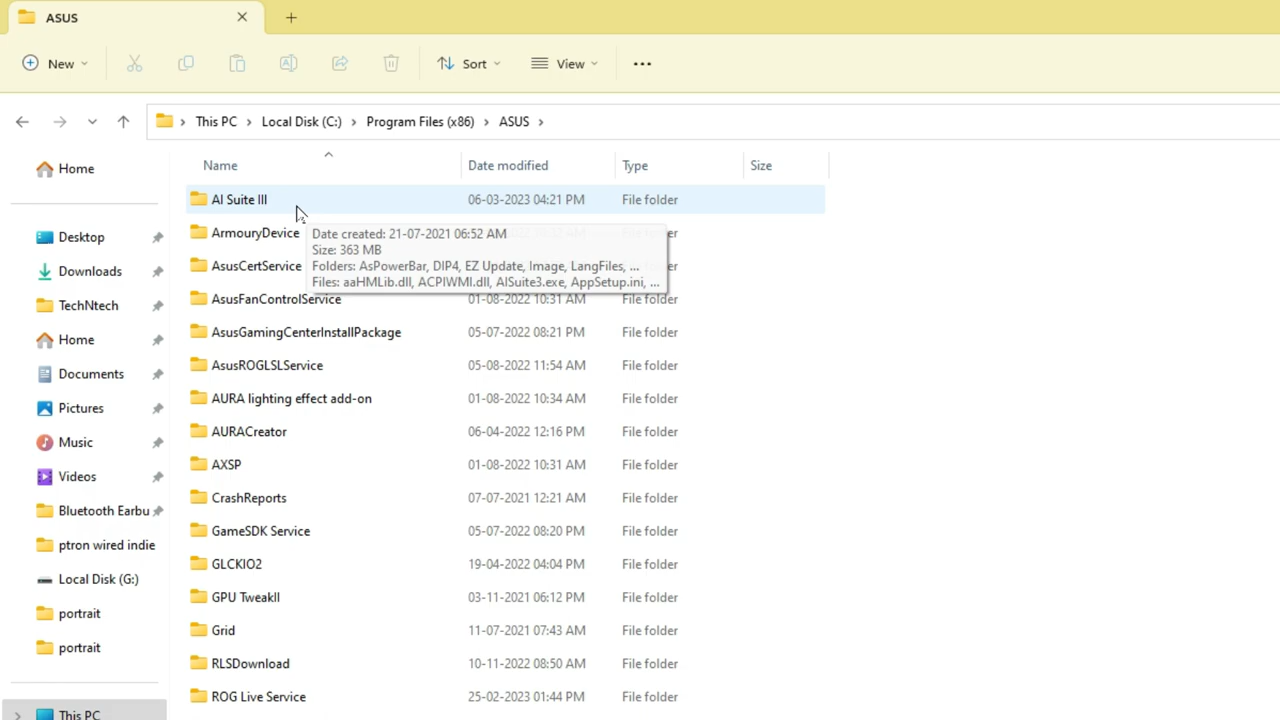 ASUS
New
Sort
View
This PC
Local Disk (C:)
Program Files (x86)
ASUS
Name
Date modified
Type
Size
Home
Desktop
Downloads
TechNtech
Home
Documents
Pictures
Music
Videos
Bluetooth Earbu
ptron wired indie
Local Disk (G:)
portrait
portrait
This PC
AI Suite III 06-03-2023 04:21 PM File folder
ArmouryDevice
Date created: 21-07-2021 06:52 AM
Size: 363 MB
Folders: AsPowerBar, DIP4, EZ Update, Image, LangFiles, ...
Files: aaHMLib.dll, ACPIWMI.dll, AISuite3.exe, AppSetup.ini, ...
AsusCertService File folder
AsusFanControlService 01-08-2022 10:31 AM File folder
AsusGamingCenterInstallPackage 05-07-2022 08:21 PM File folder
AsusROGLSLService 05-08-2022 11:54 AM File folder
AURA lighting effect add-on 01-08-2022 10:34 AM File folder
AURACreator 06-04-2022 12:16 PM File folder
AXSP 01-08-2022 10:31 AM File folder
CrashReports 07-07-2021 12:21 AM File folder
GameSDK Service 05-07-2022 08:20 PM File folder
GLCKIO2 19-04-2022 04:04 PM File folder
GPU TweakII 03-11-2021 06:12 PM File folder
Grid 11-07-2021 07:43 AM File folder
RLSDownload 10-11-2022 08:50 AM File folder
ROG Live Service 25-02-2023 01:44 PM File folder